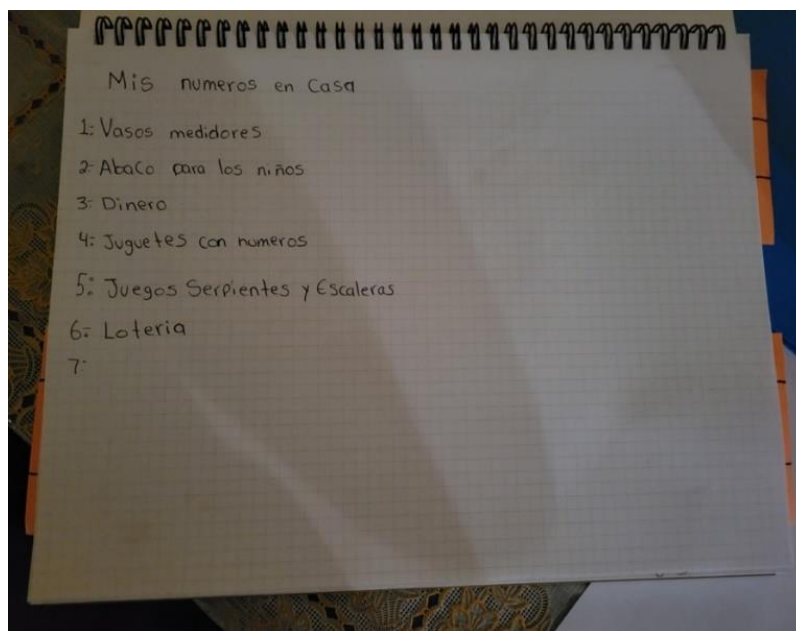 Mis numeros en Casa
1: Vasos medidores
2: Abaco para los niños
3: Dinero
4: Juguetes con numeros
5: Juegos Serpientes y Escaleras
6: Loteria
7: